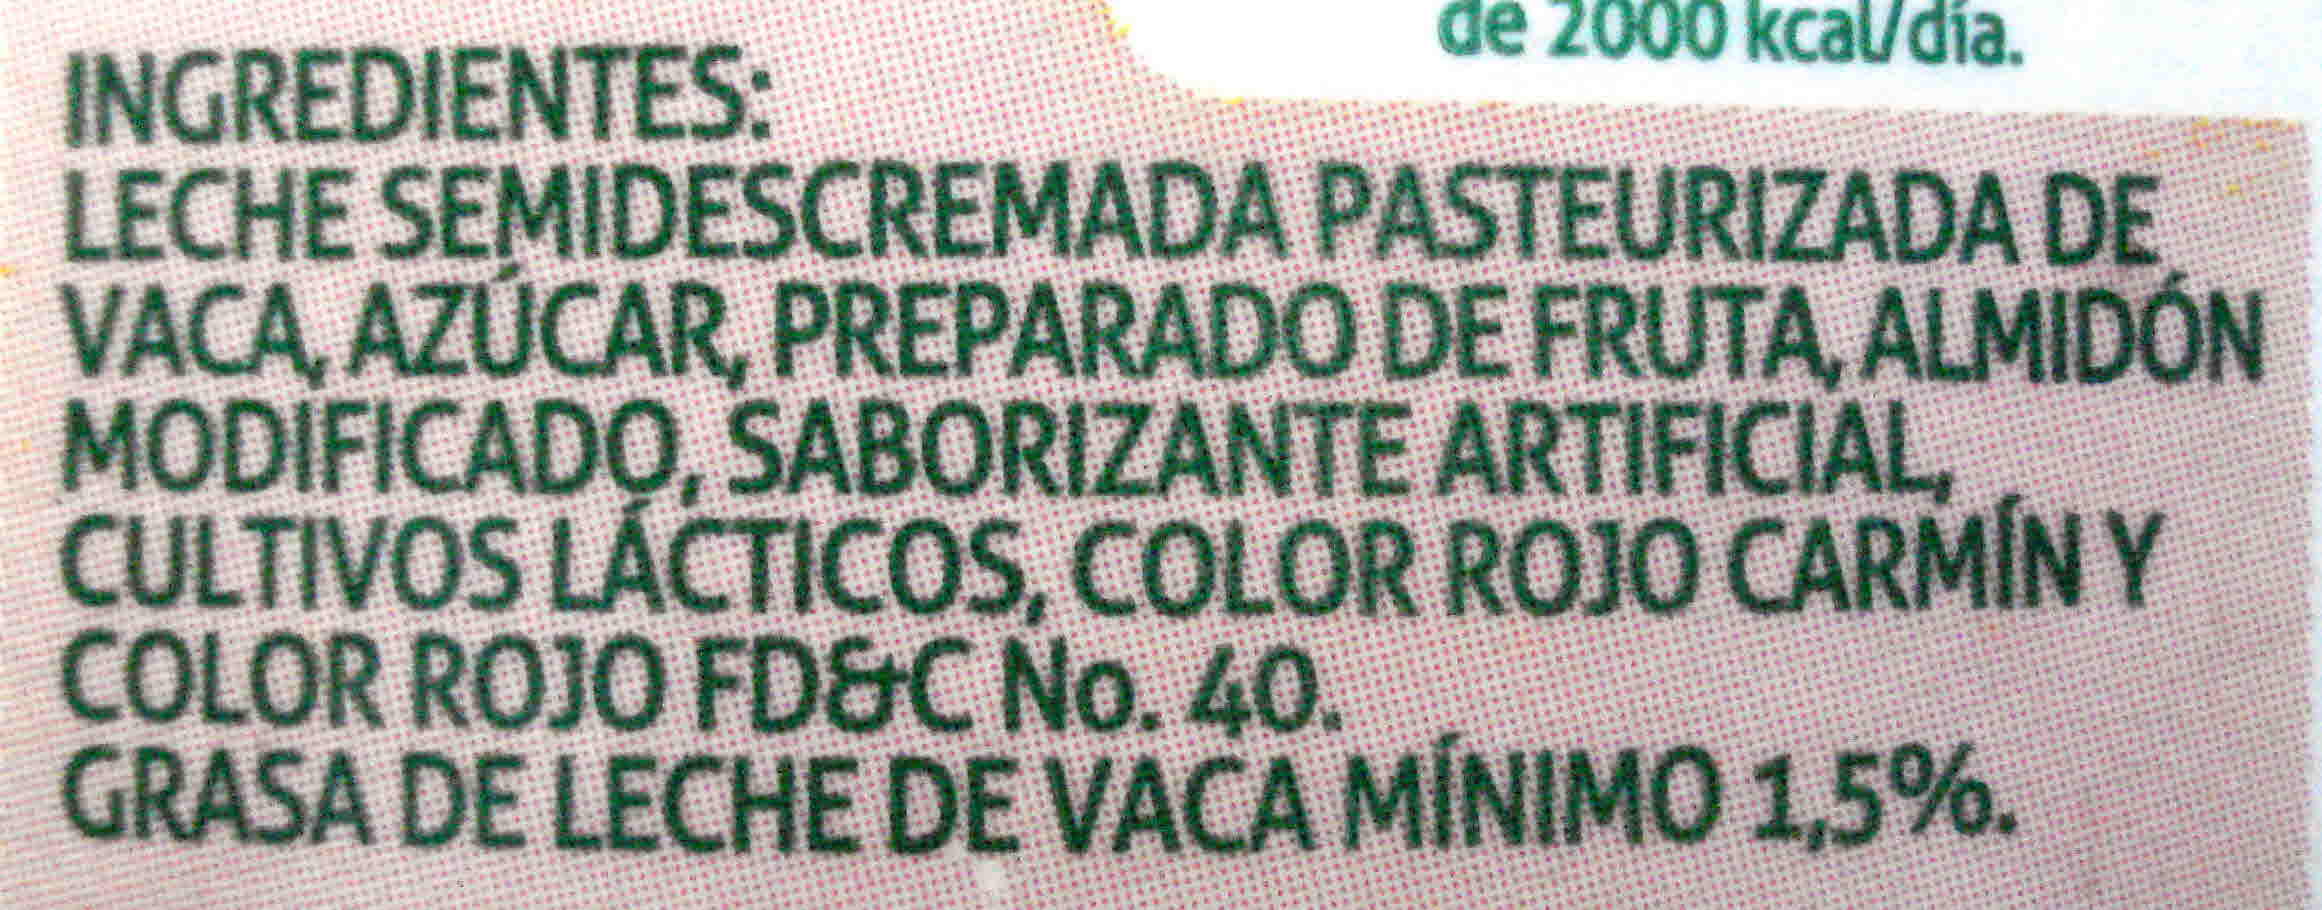 de 2000 kcal/día.
INGREDIENTES:
LECHE SEMIDESCREMADA PASTEURIZADA DE
VACA, AZÚCAR, PREPARADO DE FRUTA, ALMIDÓN
MODIFICADO, SABORIZANTE ARTIFICIAL,
CULTIVOS LÁCTICOS, COLOR ROJO CARMÍN Y
COLOR ROJO FD&C No. 40.
GRASA DE LECHE DE VACA MÍNIMO 1,5%.